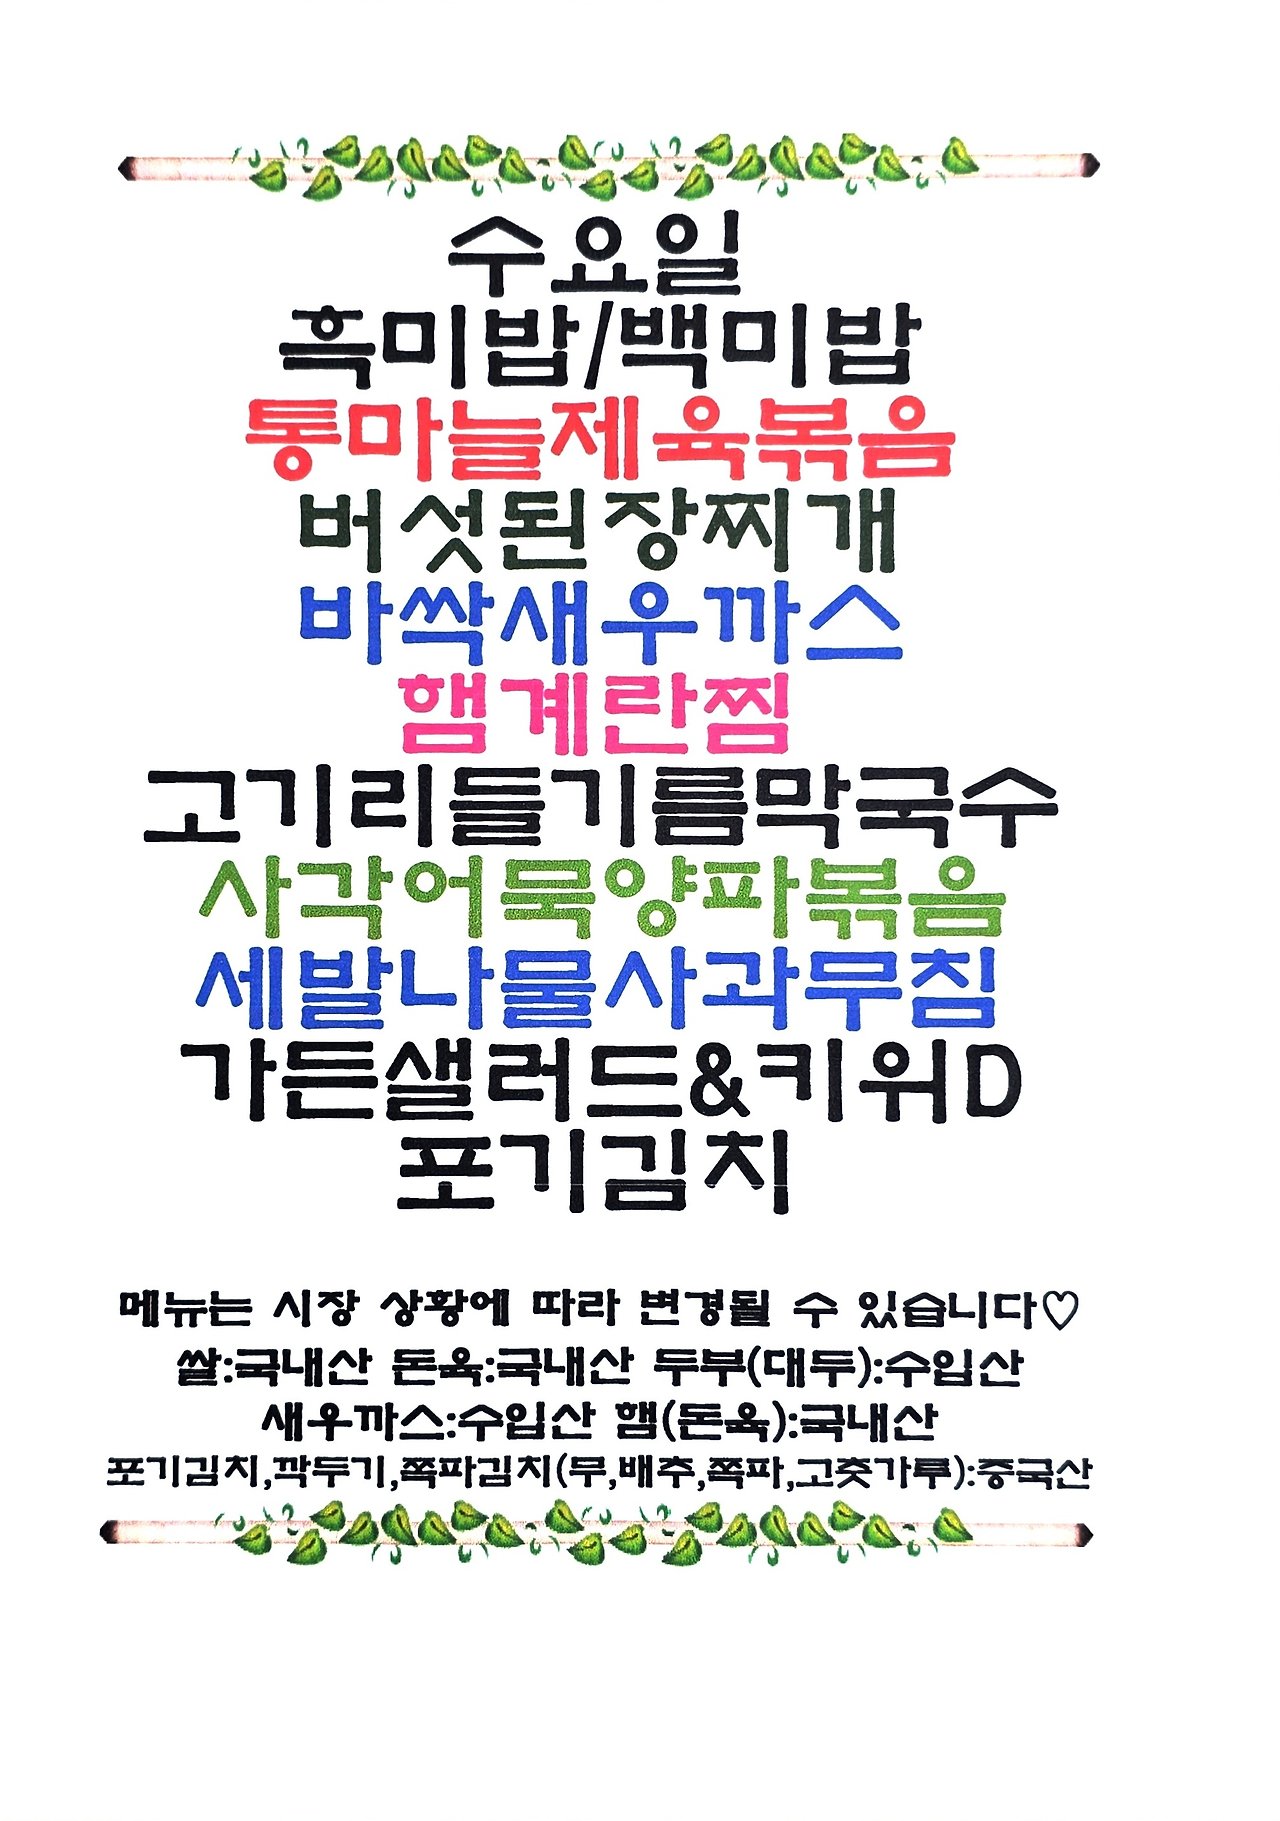 수요일
흑미밥/백미밥
통마늘제육볶음
버섯된장찌개
바싹새우까스
햄계란찜
고기리들기름막국수
사각어묵양파볶음
세발나물사과무침
가든샐러드&키위D
포기김치
메뉴는 시장 상황에 따라 변경될 수 있습니다♡
쌀:국내산 돈육:국내산 두부(대두):수입산
새우까스:수입산 햄(돈육):국내산
포기김치,깍두기,쪽파김치(무,배추,쪽파,고춧가루):중국산